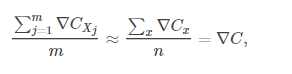 \frac{\sum_{j=1}^{m} \nabla C_{X_j}}{m} \approx \frac{\sum_x \nabla C_x}{n} = \nabla C,